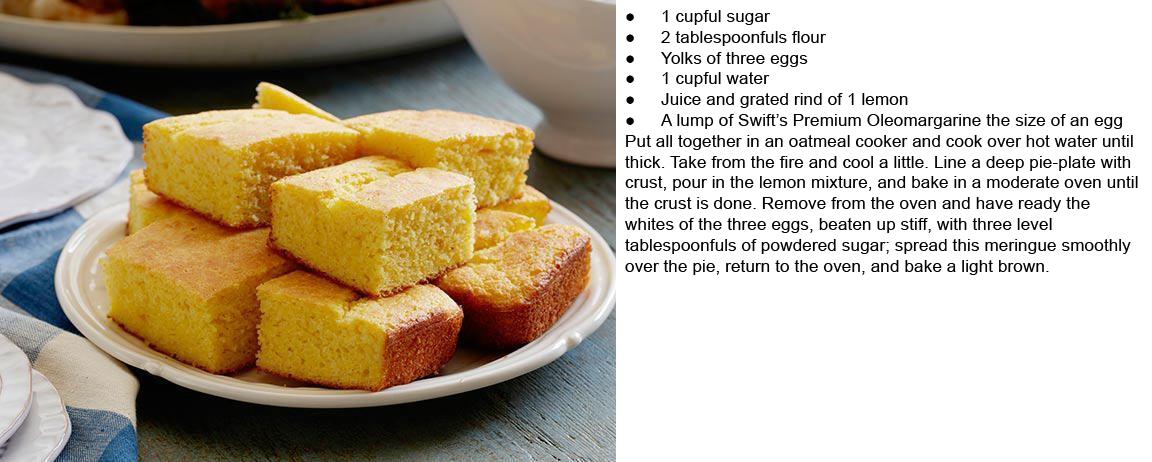 ● 1 cupful sugar
● 2 tablespoonfuls flour
● Yolks of three eggs
● 1 cupful water
● Juice and grated rind of 1 lemon
● A lump of Swift’s Premium Oleomargarine the size of an egg
Put all together in an oatmeal cooker and cook over hot water until
thick. Take from the fire and cool a little. Line a deep pie-plate with
crust, pour in the lemon mixture, and bake in a moderate oven until
the crust is done. Remove from the oven and have ready the
whites of the three eggs, beaten up stiff, with three level
tablespoonfuls of powdered sugar; spread this meringue smoothly
over the pie, return to the oven, and bake a light brown.